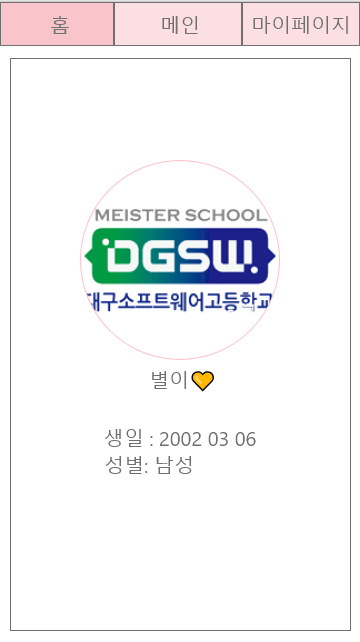 홈
메인
마이페이지
MEISTER SCHOOL
DGSW
대구소프트웨어고등학교
별이💛
생일 : 2002 03 06
성별: 남성